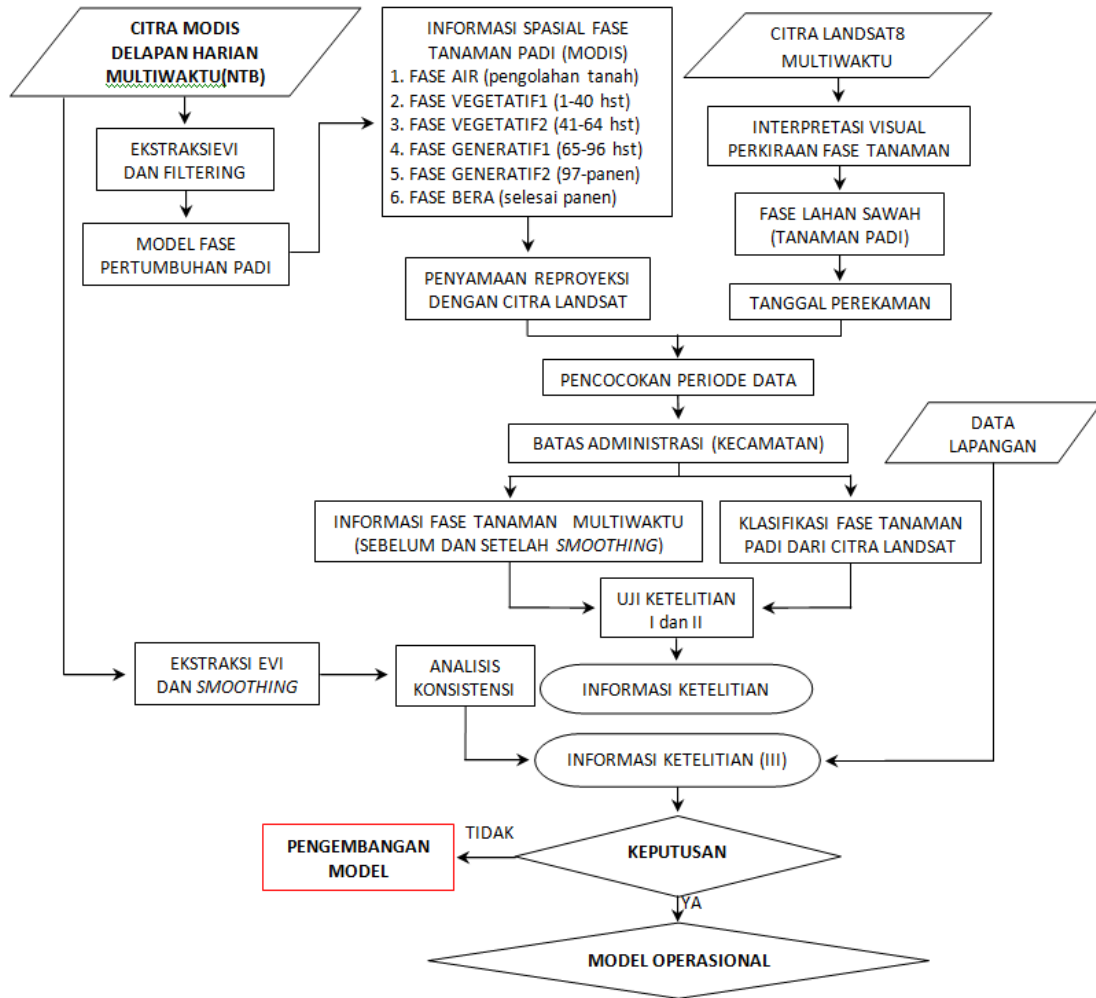 CITRA MODIS
DELAPAN HARIAN
MULTIWAKTU(NTB)
EKSTRAKSIEVI
DAN FILTERING
MODEL FASE
PERTUMBUHAN PADI
INFORMASI SPASIAL FASE
TANAMAN PADI (MODIS)
1. FASE AIR (pengolahan tanah)
2. FASE VEGETATIF1 (1-40 hst)
3. FASE VEGETATIF2 (41-64 hst)
4. FASE GENERATIF1 (65-96 hst)
5. FASE GENERATIF2 (97-panen)
6. FASE BERA (selesai panen)
PENYAMAAN REPROYEKSI
DENGAN CITRA LANDSAT
CITRA LANDSAT8
MULTIWAKTU
INTERPRETASI VISUAL
PERKIRAAN FASE TANAMAN
FASE LAHAN SAWAH
(TANAMAN PADI)
TANGGAL PEREKAMAN
PENCOCOKAN PERIODE DATA
BATAS ADMINISTRASI (KECAMATAN)
DATA
LAPANGAN
INFORMASI FASE TANAMAN MULTIWAKTU
(SEBELUM DAN SETELAH SMOOTHING)
KLASIFIKASI FASE TANAMAN
PADI DARI CITRA LANDSAT
UJI KETELITIAN
I dan II
EKSTRAKSI EVI
DAN SMOOTHING
ANALISIS
KONSISTENSI
INFORMASI KETELITIAN
INFORMASI KETELITIAN (III)
TIDAK
PENGEMBANGAN
MODEL
KEPUTUSAN
YA
MODEL OPERASIONAL